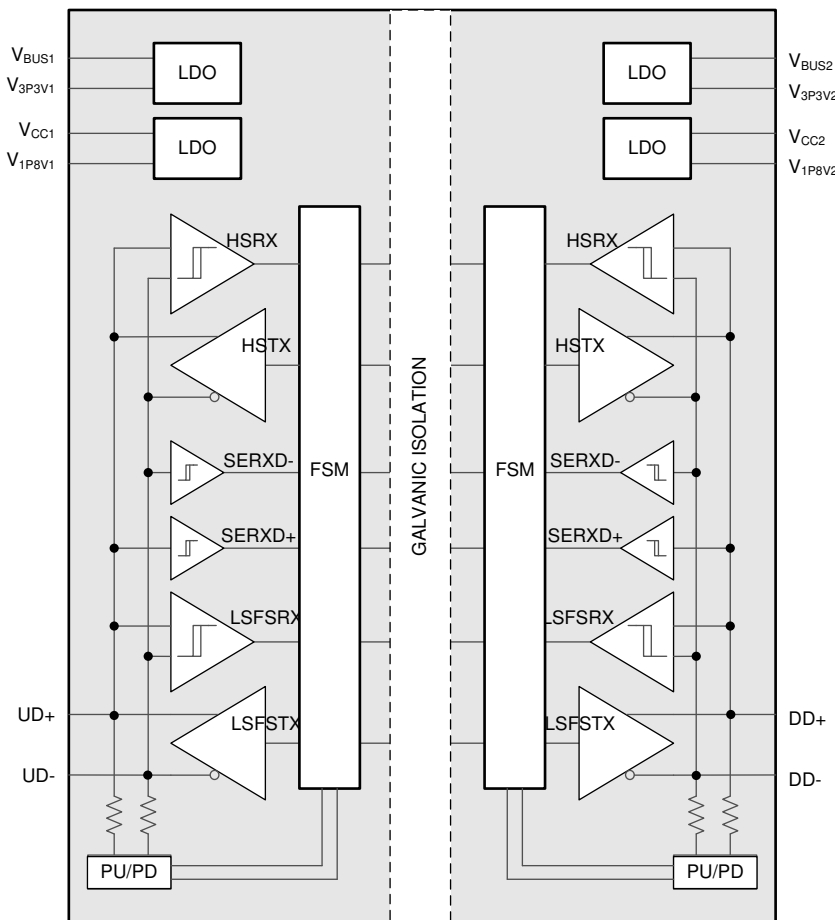 VBUS1
LDO
V3P3V1
VCC1
LDO
V1P8V1
LDO
VBUS2
V3P3V2
LDO
VCC2
V1P8V2
HSRX
HSTX
SERXD-
SERXD+
LSFSRX
LSFSTX
FSM
GALVANIC ISOLATION
FSM
HSRX
HSTX
SERXD-
SERXD+
LSFSRX
LSFSTX
UD+
UD-
PU/PD
DD+
DD-
PU/PD